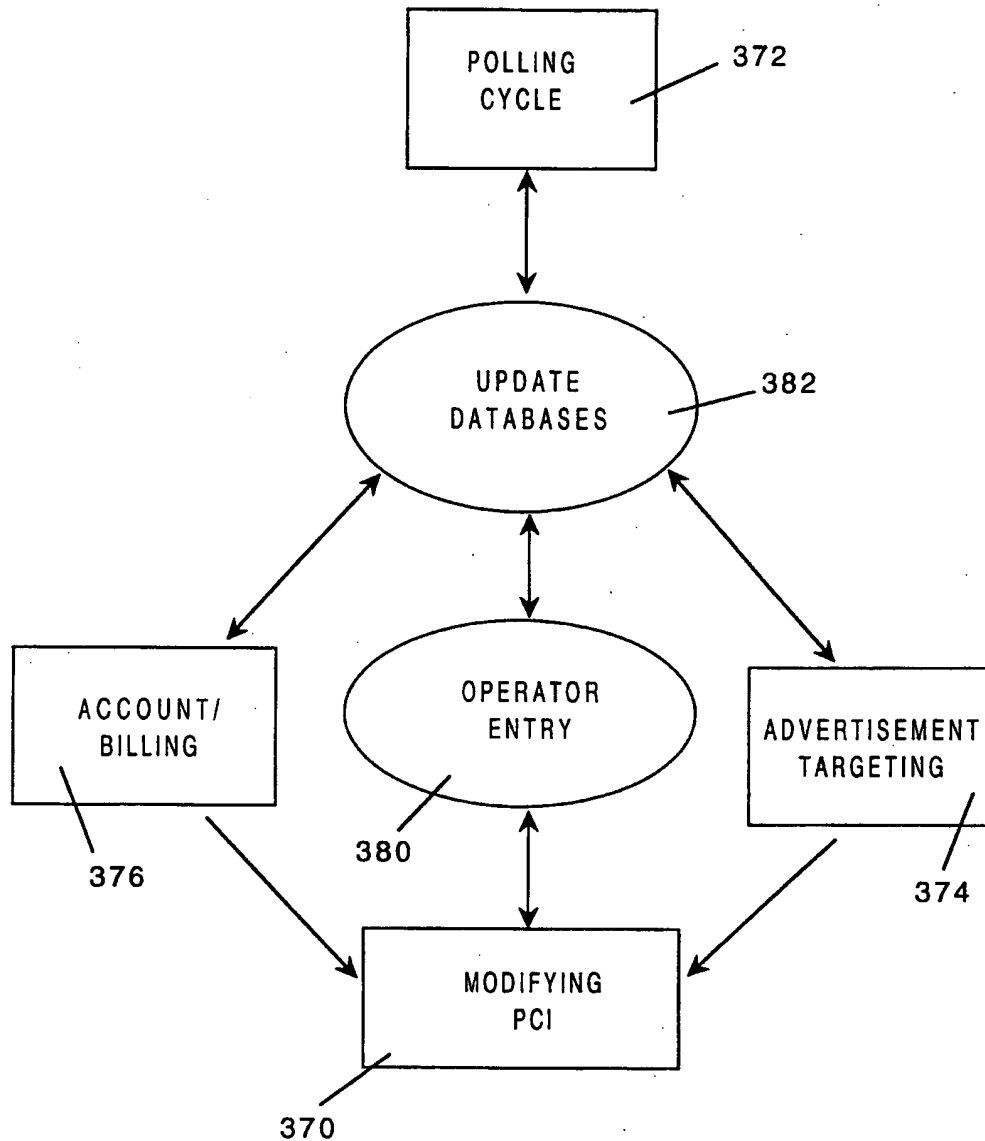 POLLING
CYCLE
372
UPDATE
DATABASES
382
ACCOUNT/
BILLING
376
OPERATOR
ENTRY
380
ADVERTISEMENT
TARGETING
374
MODIFYING
PCI
370